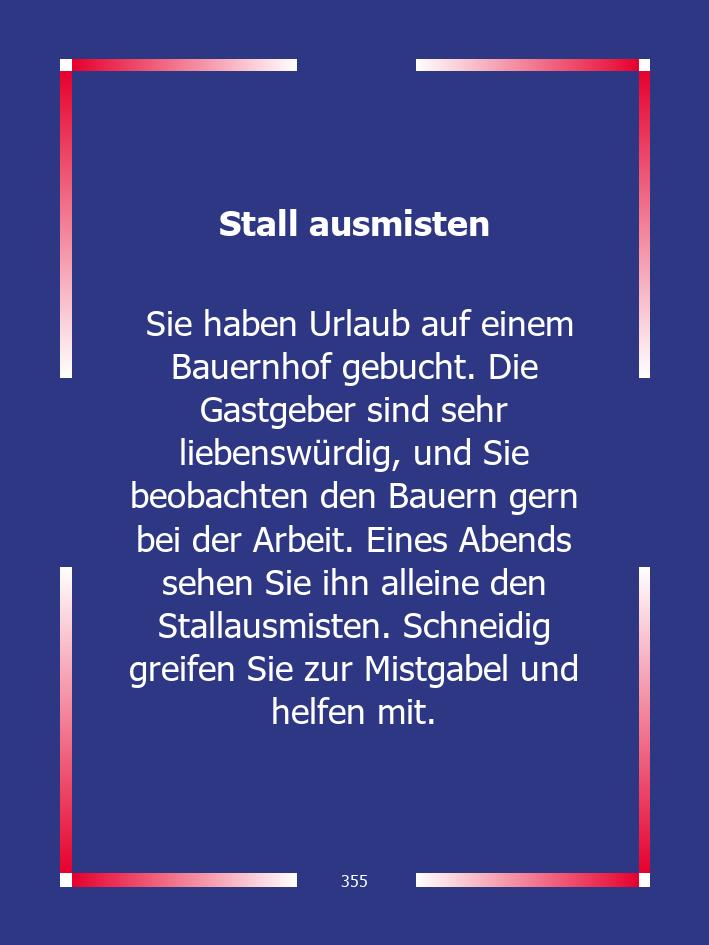 Stall ausmisten
Sie haben Urlaub auf einem
Bauernhof gebucht. Die
Gastgeber sind sehr
liebenswürdig, und Sie
beobachten den Bauern gern
bei der Arbeit. Eines Abends
sehen Sie ihn alleine den
Stallausmisten. Schneidig
greifen Sie zur Mistgabel und
helfen mit.
355